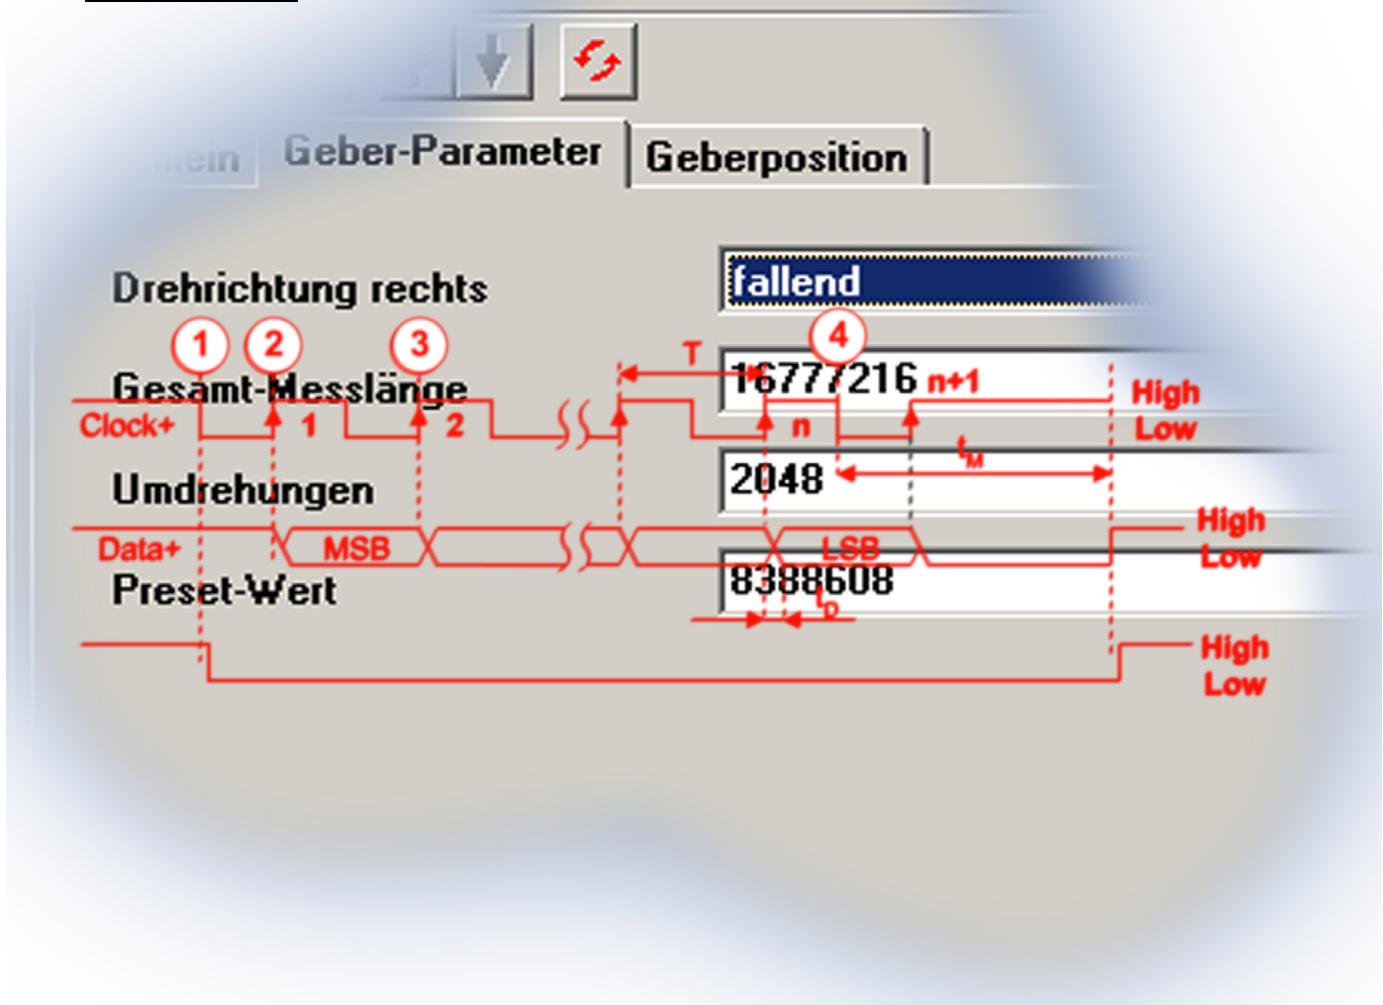 Geber-Parameter
Geberposition
Drehrichtung rechts
fallend
1
2
3
4
T
Gesamt-Messlänge
16777216
n+1
High
Clock+
1
2
n
Low
tM
Umdrehungen
2048
High
Data+
MSB
LSB
Low
Preset-Wert
8388608
tD
High
Low